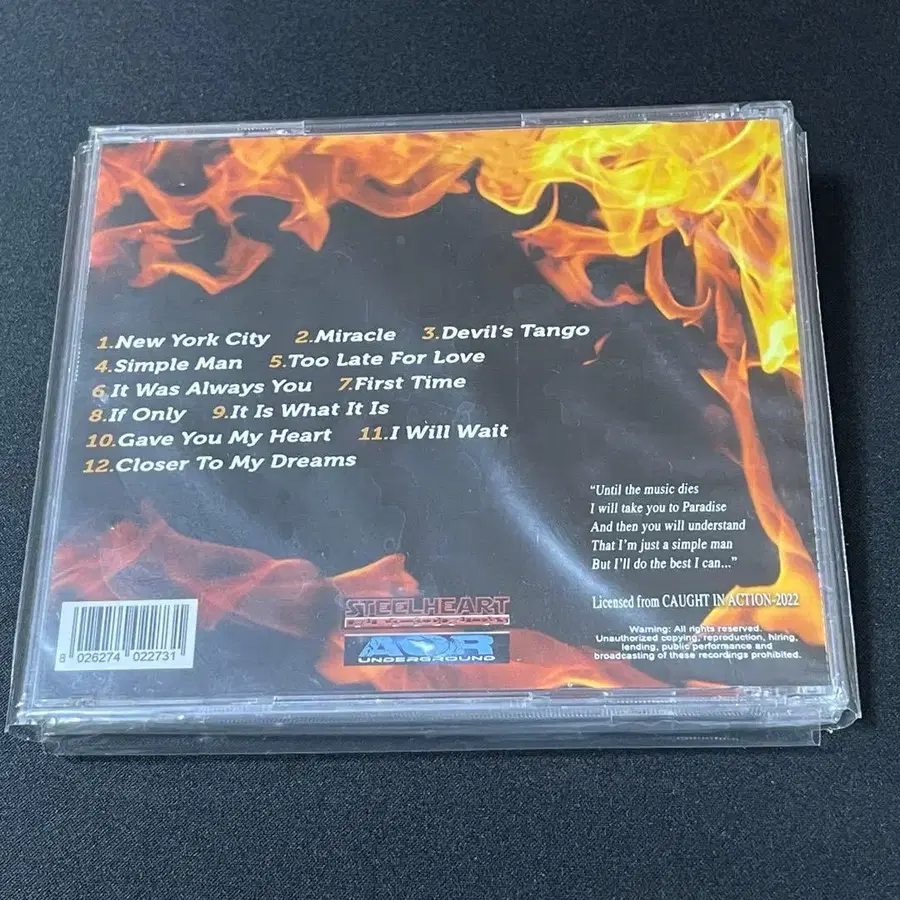 1.New York City 2.Miracle 3.Devil's Tango
4.Simple Man 5.Too Late For Love
6.It Was Always You 7.First Time
8.If Only 9.It Is What It Is
10.Gave You My Heart 11.I Will Wait
12.Closer To My Dreams
"Until the music dies
I will take you to Paradise
And then you will understand
That I'm just a simple man
But I'll do the best I can..."
Licensed from CAUGHT IN ACTION-2022
Warning: All rights reserved.
Unauthorized copying, reproduction, hiring,
lending, public performance and
broadcasting of these recordings prohibited.
STEELHEART
AOR
UNDERGROUND
8 026274 022731